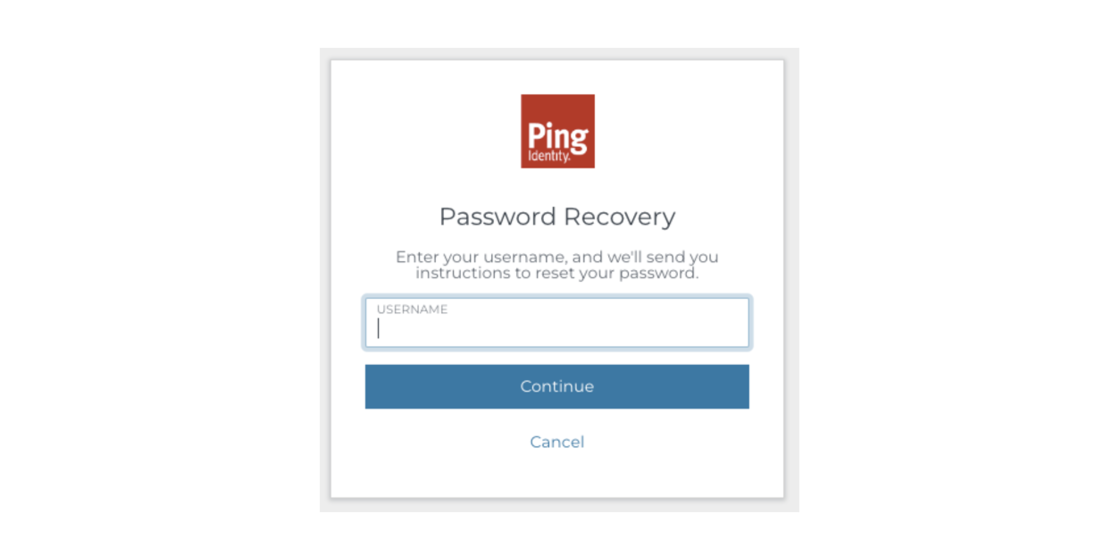 Ping
Identity.
Password Recovery
Enter your username, and we'll send you
instructions to reset your password.
USERNAME
Continue
Cancel